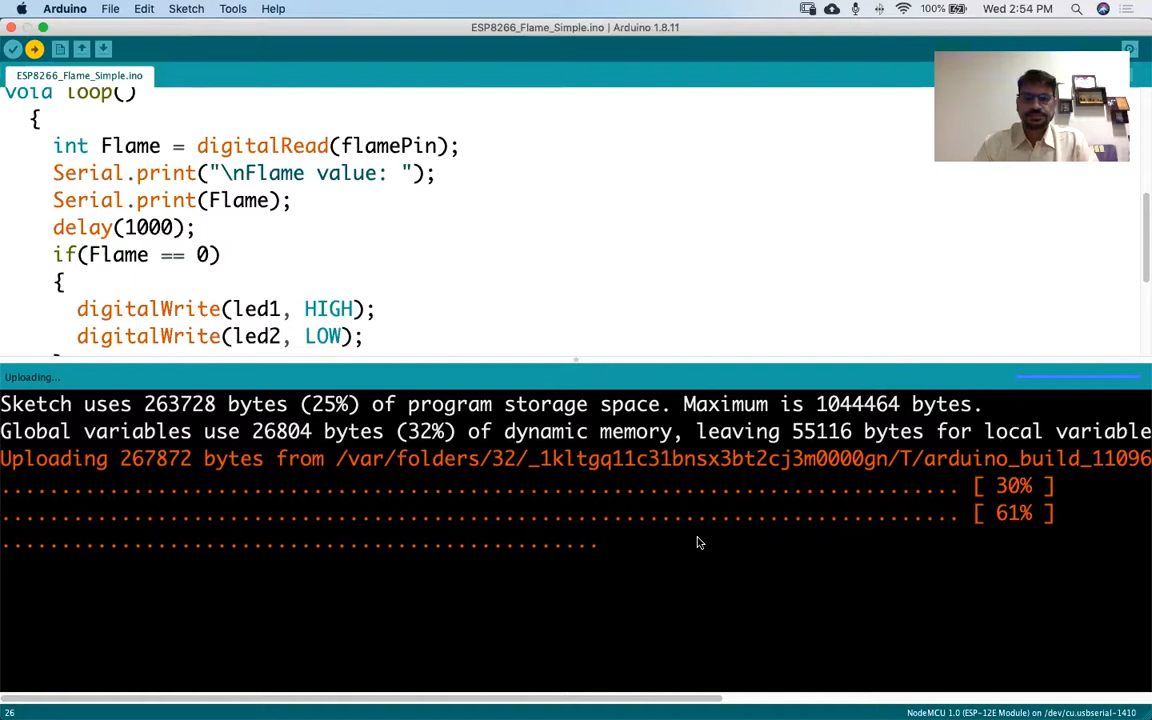 Arduino File Edit Sketch Tools Help 100% Wed 2:54 PM
ESP8266_Flame_Simple.ino | Arduino 1.8.11
ESP8266_Flame_Simple.ino
void loop()
{
int Flame = digitalRead(flamePin);
Serial.print("\nFlame value: ");
Serial.print(Flame);
delay(1000);
if(Flame == 0)
{
digitalWrite(led1, HIGH);
digitalWrite(led2, LOW);
Uploading...
Sketch uses 263728 bytes (25%) of program storage space. Maximum is 1044464 bytes.
Global variables use 26804 bytes (32%) of dynamic memory, leaving 55116 bytes for local variable
Uploading 267872 bytes from /var/folders/32/_1kltgq11c31bnsx3bt2cj3m0000gn/T/arduino_build_11096
................................................................................ [ 30% ]
................................................................................ [ 61% ]
..................................................
26 NodeMCU 1.0 (ESP-12E Module) on /dev/cu.usbserial-1410